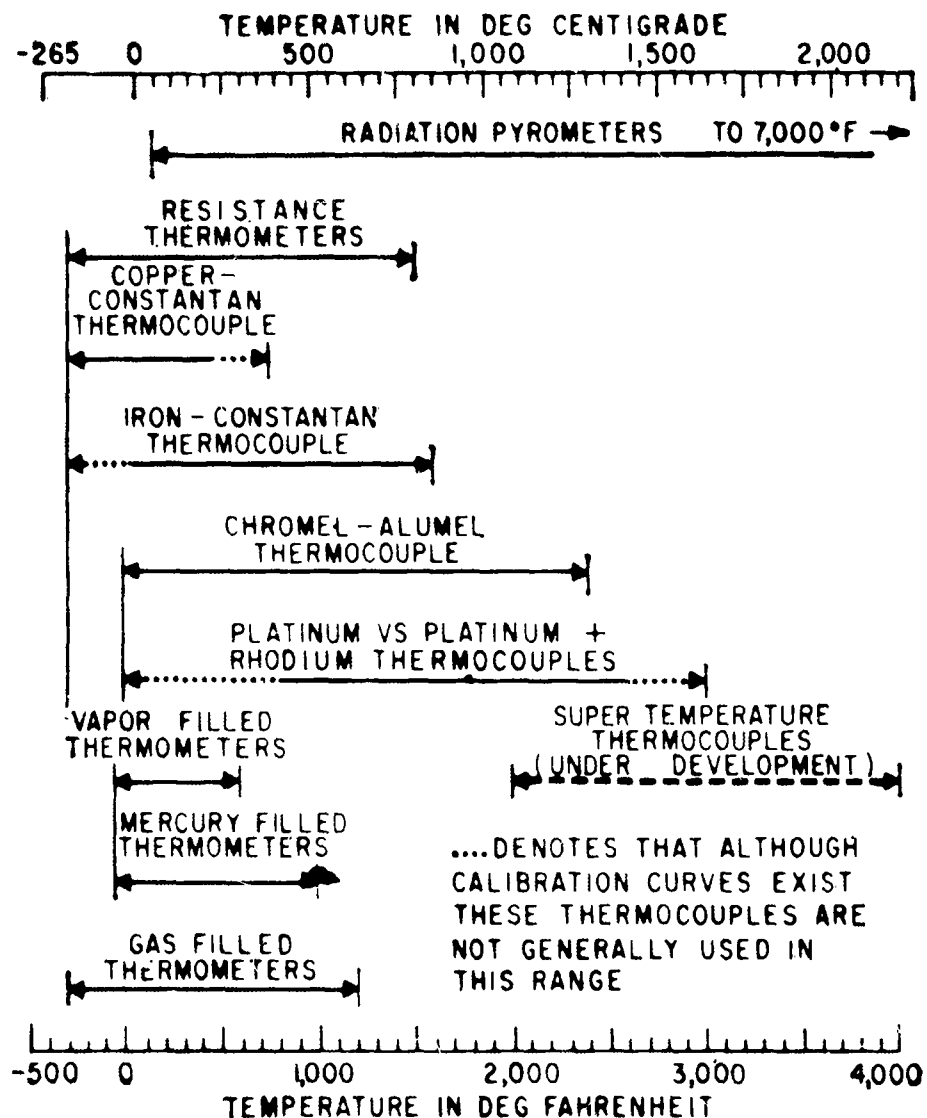 TEMPERATURE IN DEG CENTIGRADE
-265 0 500 1,000 1,500 2,000
RADIATION PYROMETERS TO 7,000°F
RESISTANCE
THERMOMETERS
COPPER-
CONSTANTAN
THERMOCOUPLE
IRON-CONSTANTAN
THERMOCOUPLE
CHROMEL-ALUMEL
THERMOCOUPLE
PLATINUM VS PLATINUM +
RHODIUM THERMOCOUPLES
VAPOR FILLED
THERMOMETERS
SUPER TEMPERATURE
THERMOCOUPLES
(UNDER DEVELOPMENT)
MERCURY FILLED
THERMOMETERS
....DENOTES THAT ALTHOUGH
CALIBRATION CURVES EXIST
THESE THERMOCOUPLES ARE
NOT GENERALLY USED IN
THIS RANGE
GAS FILLED
THERMOMETERS
-500 0 1,000 2,000 3,000 4,000
TEMPERATURE IN DEG FAHRENHEIT